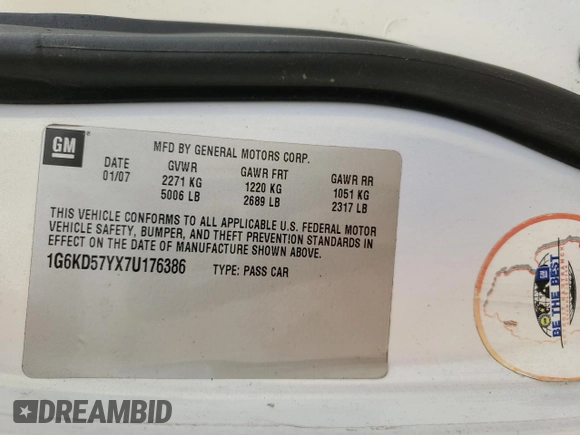 GM
MFD BY GENERAL MOTORS CORP.
DATE GVWR GAWR FRT GAWR RR
01/07 2271 KG 1220 KG 1051 KG
5006 LB 2689 LB 2317 LB
THIS VEHICLE CONFORMS TO ALL APPLICABLE U.S. FEDERAL MOTOR
VEHICLE SAFETY, BUMPER, AND THEFT PREVENTION STANDARDS IN
EFFECT ON THE DATE OF MANUFACTURE SHOWN ABOVE.
1G6KD57YX7U176386 TYPE: PASS CAR
BE THE BEST
DREAMBID